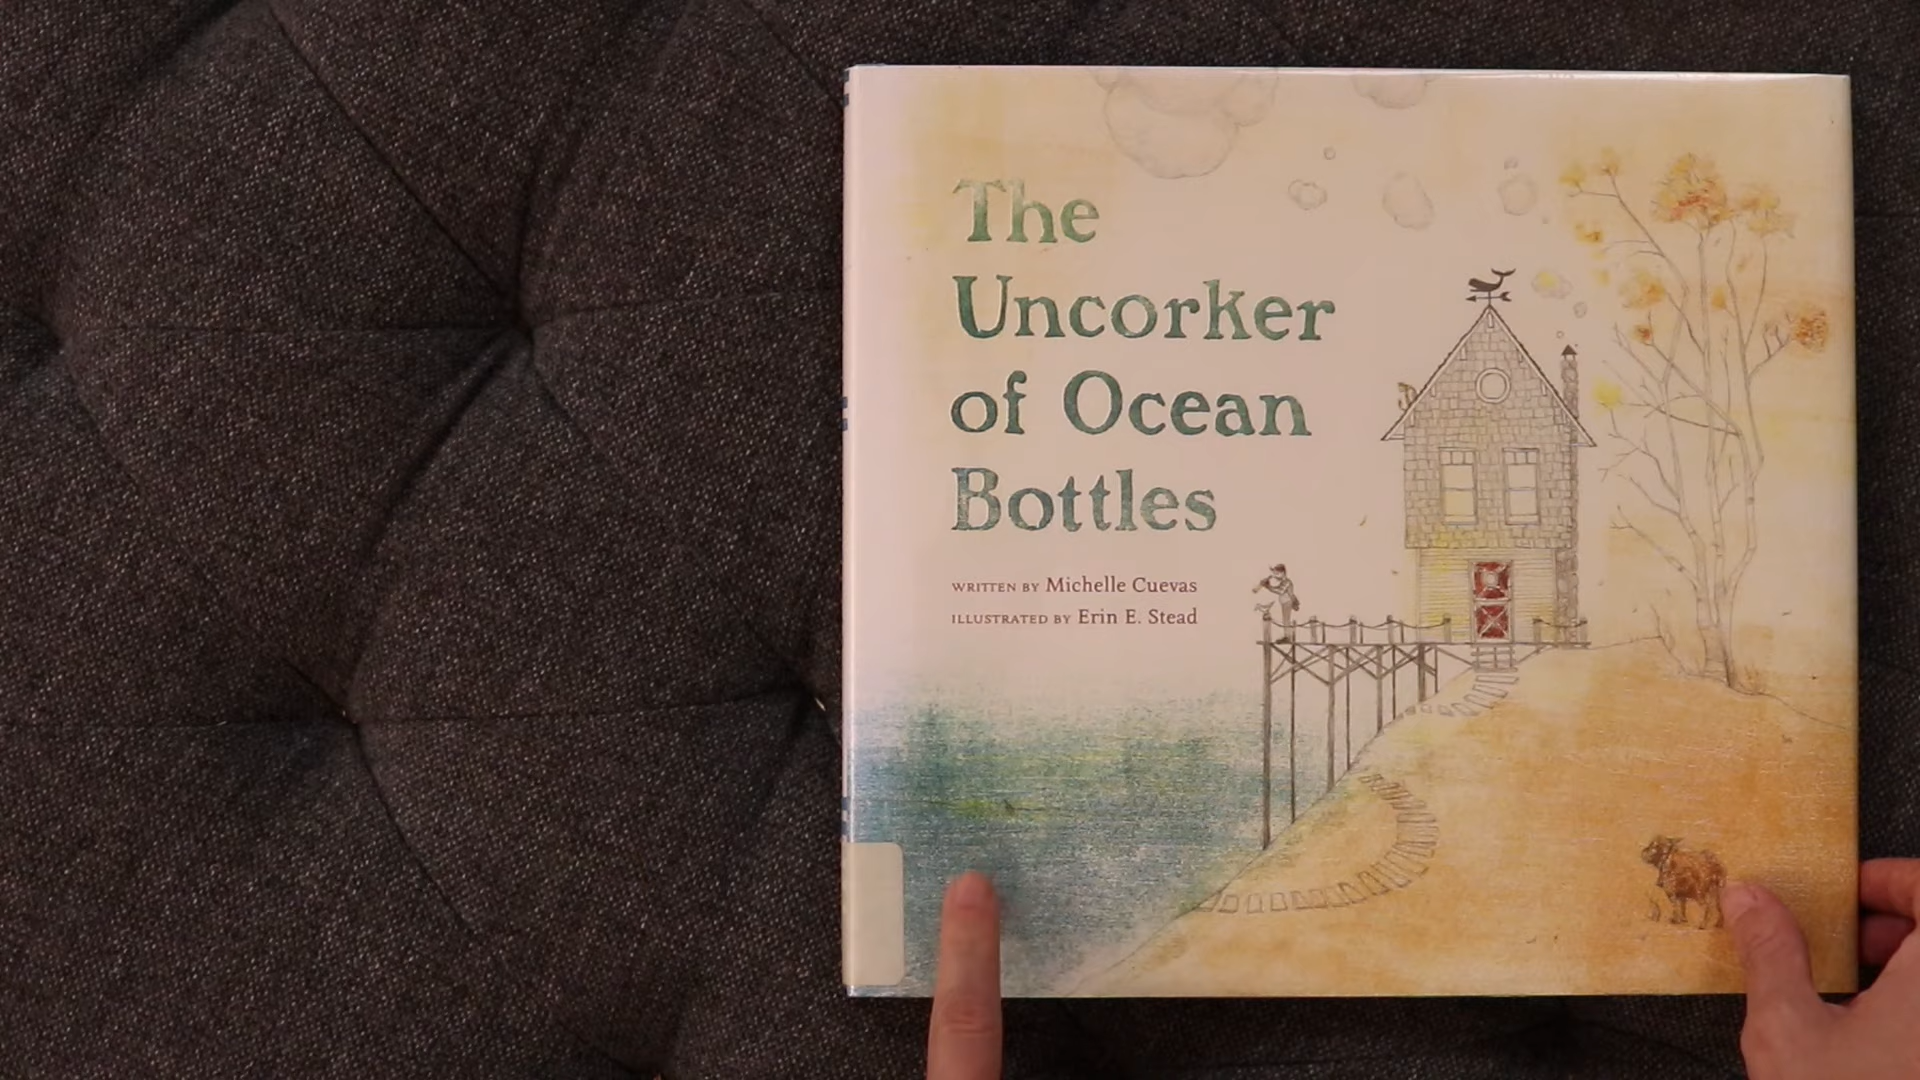 The
Uncorker
of Ocean
Bottles
WRITTEN BY Michelle Cuevas
ILLUSTRATED BY Erin E. Stead